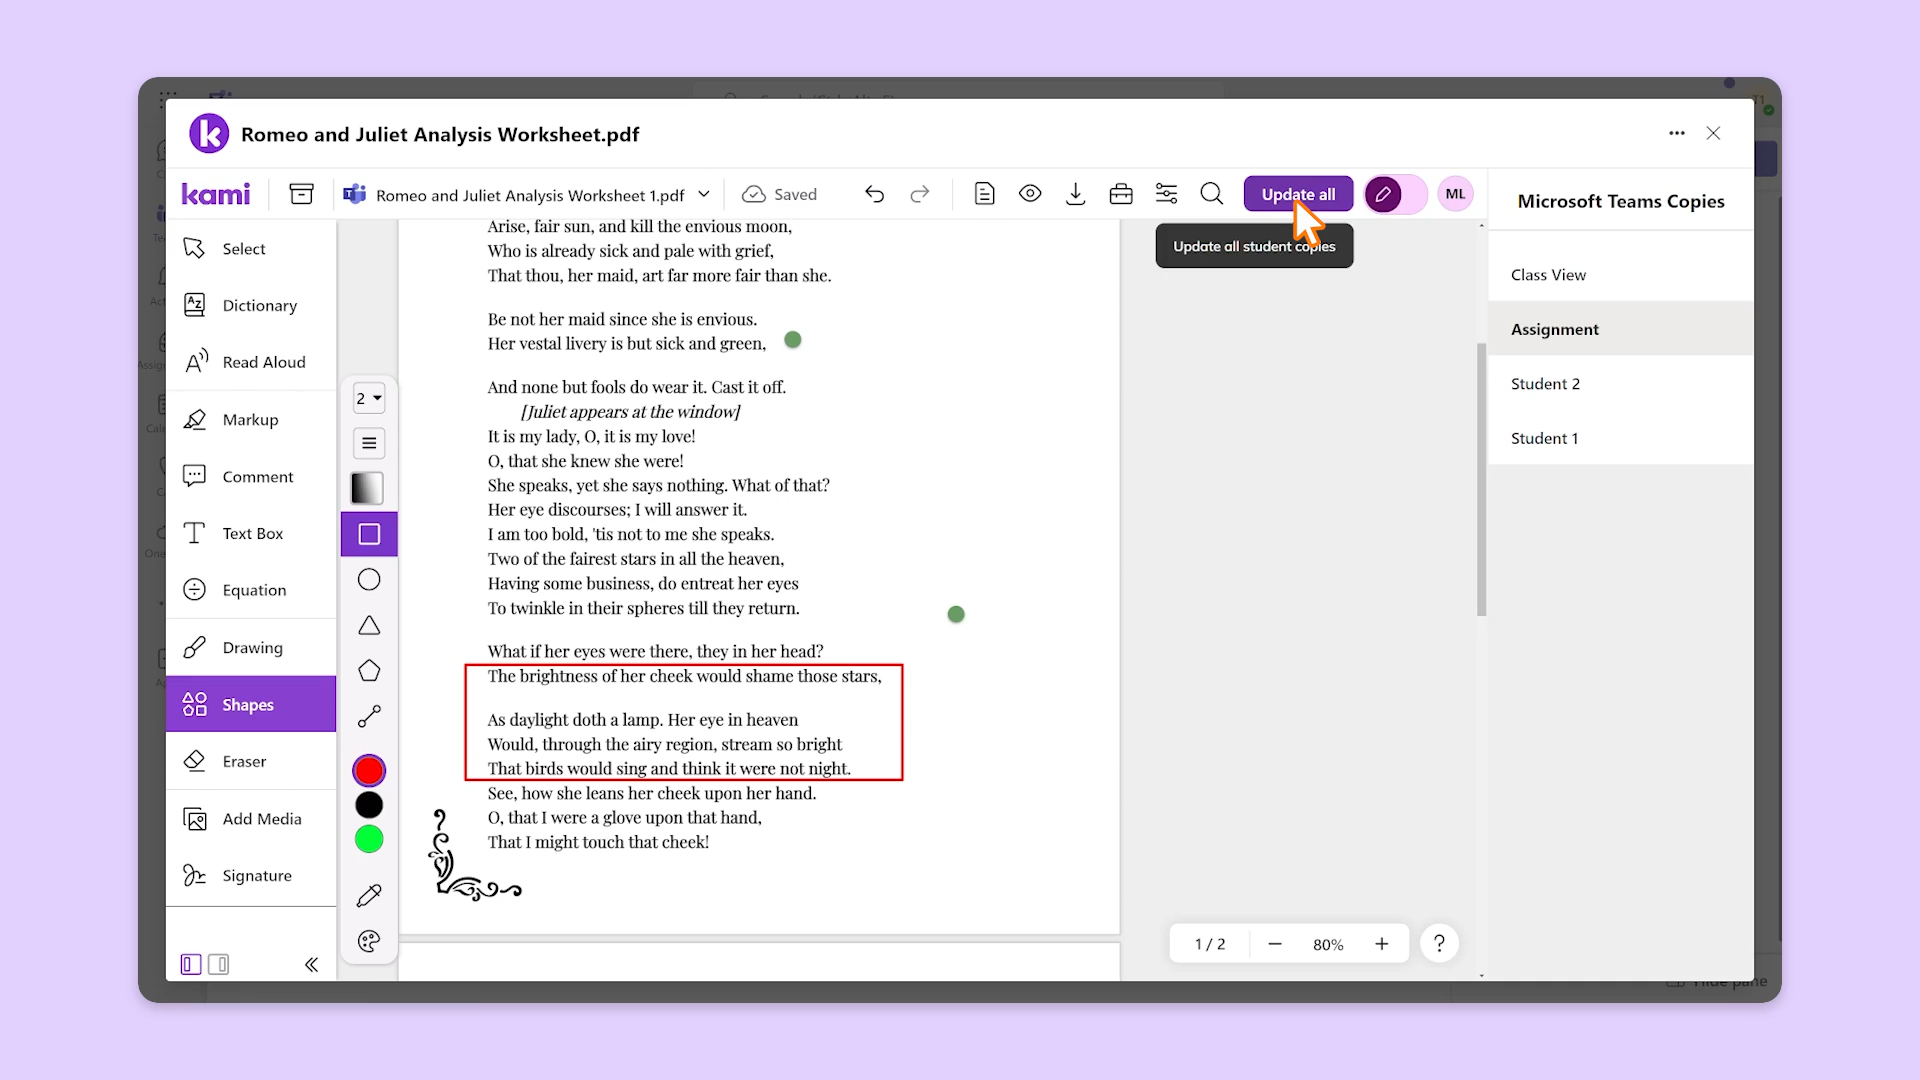 Romeo and Juliet Analysis Worksheet.pdf
kami
Romeo and Juliet Analysis Worksheet 1.pdf
Saved
Update all
ML
Microsoft Teams Copies
Update all student copies
Class View
Assignment
Student 2
Student 1
Select
Dictionary
Read Aloud
Markup
Comment
Text Box
Equation
Drawing
Shapes
Eraser
Add Media
Signature
2
Arise, fair sun, and kill the envious moon,
Who is already sick and pale with grief,
That thou, her maid, art far more fair than she.
Be not her maid since she is envious.
Her vestal livery is but sick and green,
And none but fools do wear it. Cast it off.
[Juliet appears at the window]
It is my lady, O, it is my love!
O, that she knew she were!
She speaks, yet she says nothing. What of that?
Her eye discourses; I will answer it.
I am too bold, 'tis not to me she speaks.
Two of the fairest stars in all the heaven,
Having some business, do entreat her eyes
To twinkle in their spheres till they return.
What if her eyes were there, they in her head?
The brightness of her cheek would shame those stars,
As daylight doth a lamp. Her eye in heaven
Would, through the airy region, stream so bright
That birds would sing and think it were not night.
See, how she leans her cheek upon her hand.
O, that I were a glove upon that hand,
That I might touch that cheek!
1 / 2
80%
?